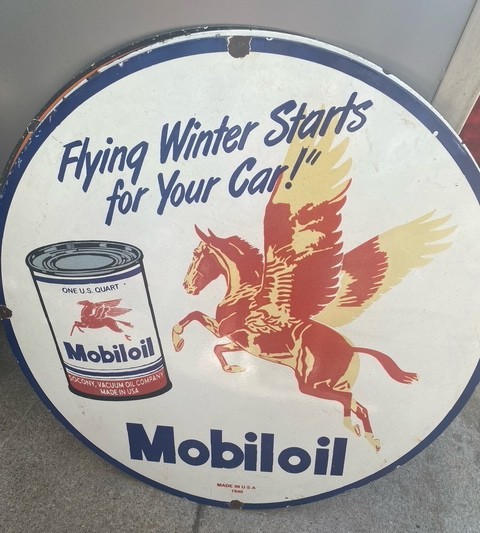 Flying Winter Starts
for Your Car!"
ONE U.S. QUART
Mobiloil
SOCONY, VACUUM OIL COMPANY
MADE IN USA
Mobiloil
MADE IN U S A